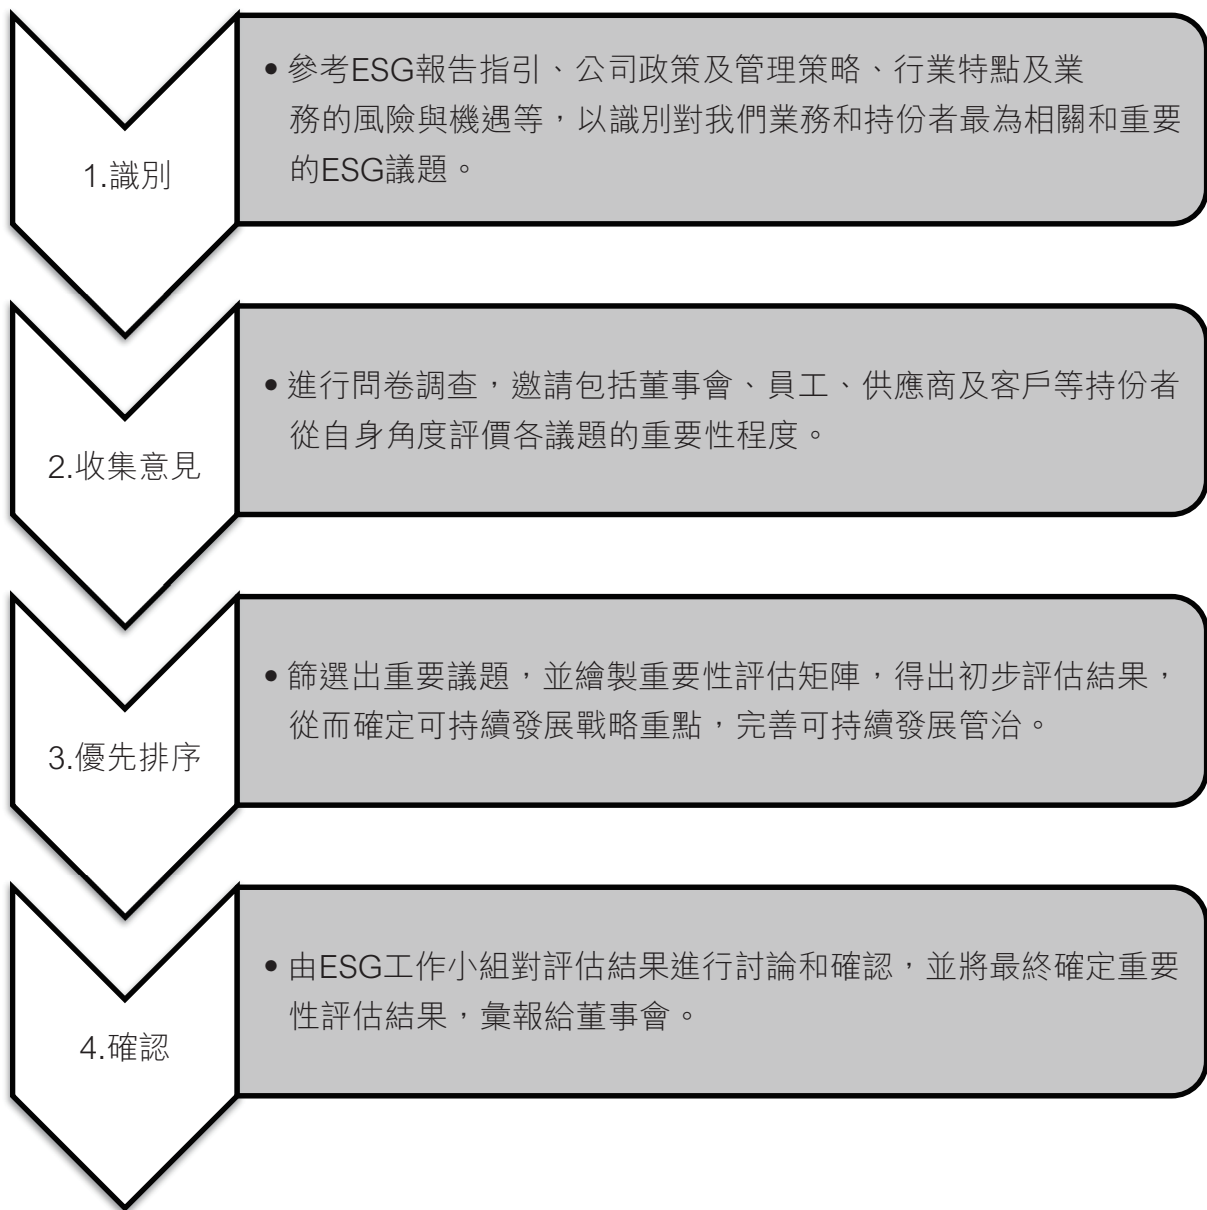 1.識別
• 參考ESG報告指引、公司政策及管理策略、行業特點及業
務的風險與機遇等，以識別對我們業務和持份者最為相關和重要
的ESG議題。
2.收集意見
• 進行問卷調查，邀請包括董事會、員工、供應商及客戶等持份者
從自身角度評價各議題的重要性程度。
3.優先排序
• 篩選出重要議題，並繪製重要性評估矩陣，得出初步評估結果，
從而確定可持續發展戰略重點，完善可持續發展管治。
4.確認
• 由ESG工作小組對評估結果進行討論和確認，並將最終確定重要
性評估結果，彙報給董事會。